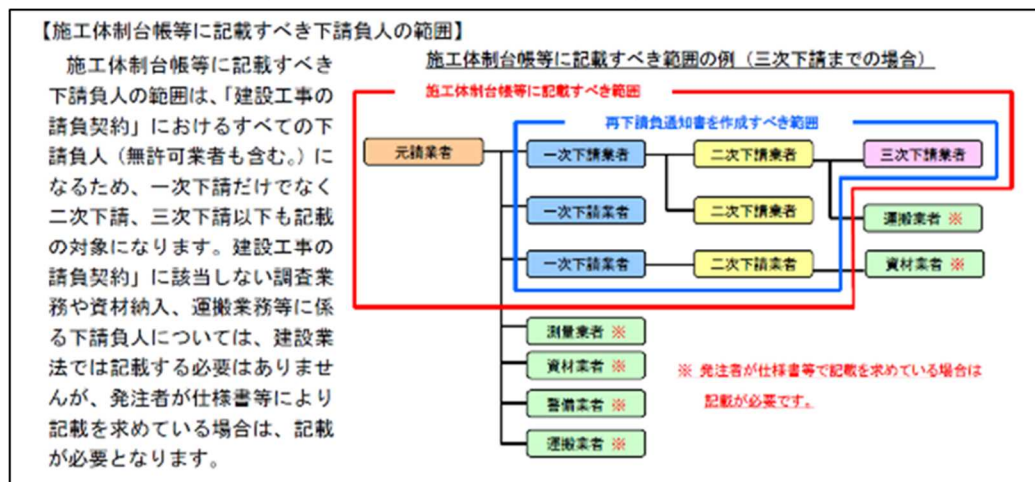 【施工体制台帳等に記載すべき下請負人の範囲】
施工体制台帳等に記載すべき
下請負人の範囲は、「建設工事の
請負契約」におけるすべての下
請負人（無許可業者も含む。）に
なるため、一次下請だけでなく
二次下請、三次下請以下も記載
の対象になります。建設工事の
請負契約」に該当しない調査業
務や資材納入、運搬業務等に係
る下請負人については、建設業
法では記載する必要はありませ
んが、発注者が仕様書等により
記載を求めている場合は、記載
が必要となります。
施工体制台帳等に記載すべき範囲の例（三次下請までの場合）
施工体制台帳等に記載すべき範囲
再下請負通知書を作成すべき範囲
元請業者
一次下請業者
二次下請業者
三次下請業者
一次下請業者
二次下請業者
運搬業者 ※
一次下請業者
二次下請業者
資材業者 ※
測量業者 ※
資材業者 ※
警備業者 ※
運搬業者 ※
※ 発注者が仕様書等で記載を求めている場合は
記載が必要です。